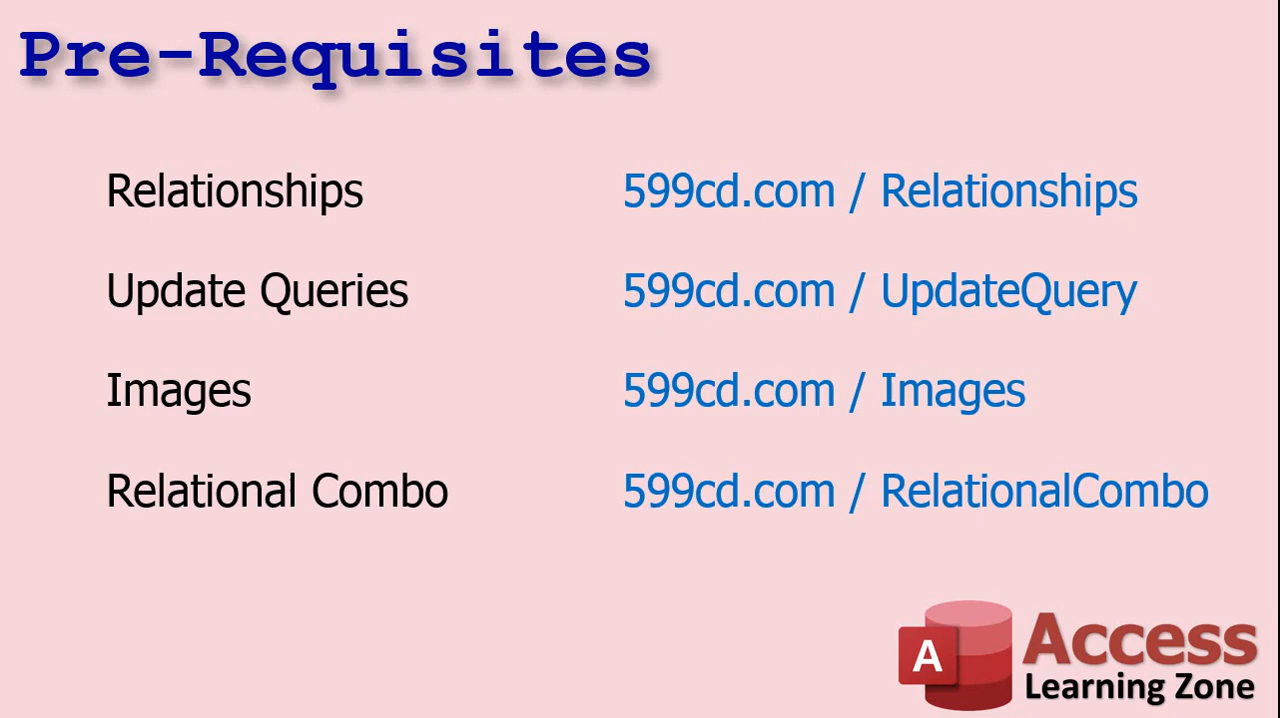 Pre-Requisites
Relationships 599cd.com / Relationships
Update Queries 599cd.com / UpdateQuery
Images 599cd.com / Images
Relational Combo 599cd.com / RelationalCombo
A
Access
Learning Zone